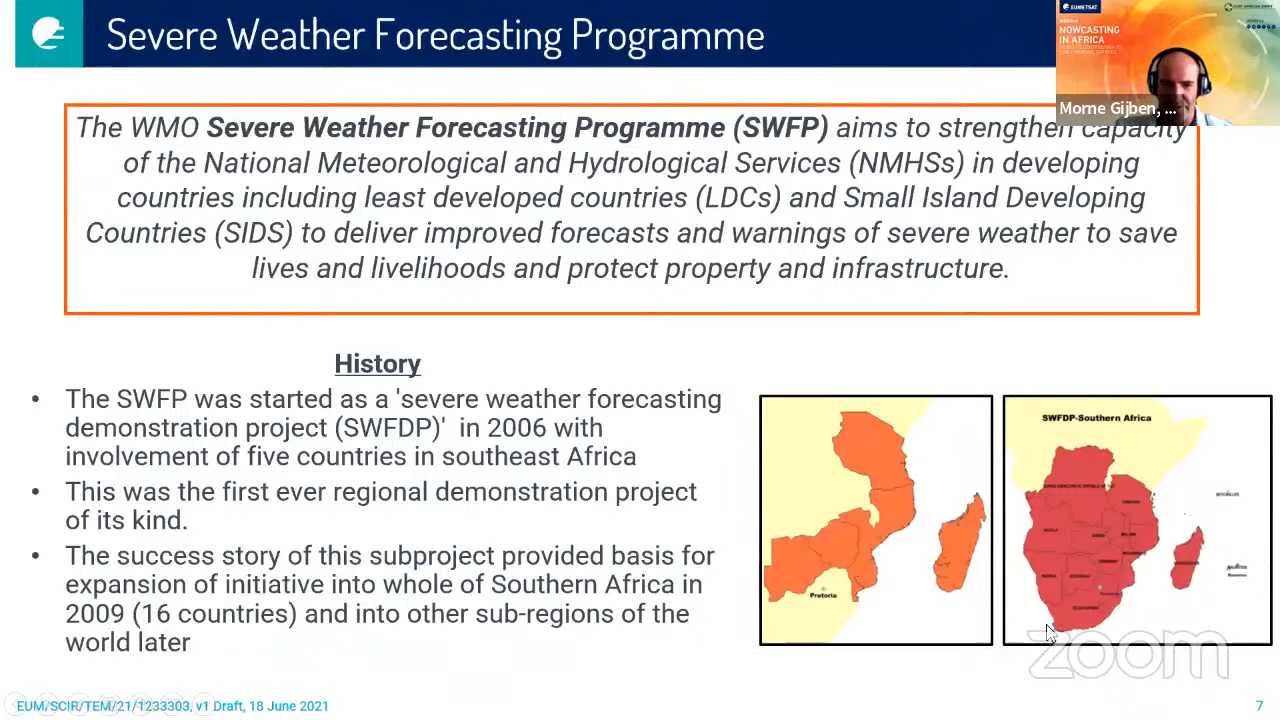 Severe Weather Forecasting Programme
EUMETSAT
NOWCASTING
IN AFRICA
Morne Gijben, ...
The WMO Severe Weather Forecasting Programme (SWFP) aims to strengthen capacity
of the National Meteorological and Hydrological Services (NMHSs) in developing
countries including least developed countries (LDCs) and Small Island Developing
Countries (SIDS) to deliver improved forecasts and warnings of severe weather to save
lives and livelihoods and protect property and infrastructure.
History
• The SWFP was started as a 'severe weather forecasting
demonstration project (SWFDP)' in 2006 with
involvement of five countries in southeast Africa
• This was the first ever regional demonstration project
of its kind.
• The success story of this subproject provided basis for
expansion of initiative into whole of Southern Africa in
2009 (16 countries) and into other sub-regions of the
world later
Pretoria
SWFDP-Southern Africa
zoom
EUM/SCIR/TEM/21/1233303, v1 Draft, 18 June 2021
7